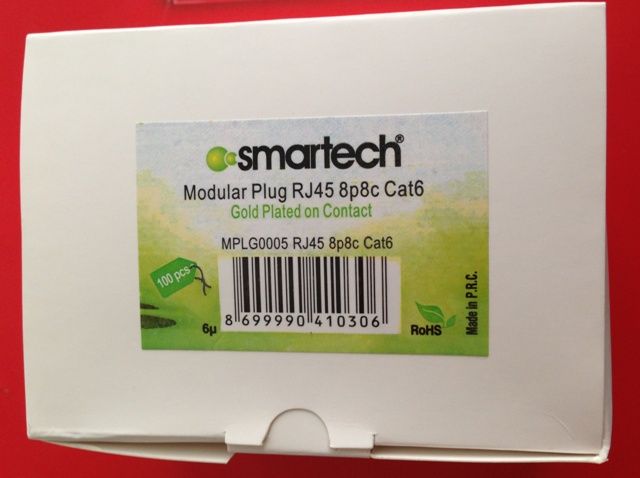 smartech®
Modular Plug RJ45 8p8c Cat6
Gold Plated on Contact
MPLG0005 RJ45 8p8c Cat6
100 pcs
6µ
8 699990 410306
RoHS
Made in P.R.C.